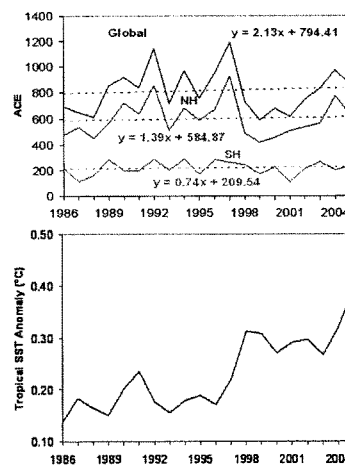 1400
1200
1000
800
600
400
200
0
ACE
Global
y = 2.13x + 794.41
NH
y = 1.39x + 584.87
SH
y = 0.74x + 209.54
1986 1989 1992 1995 1998 2001 2004
0.50
0.40
0.30
0.20
0.10
Tropical SST Anomaly (°C)
1986 1989 1992 1995 1998 2001 2004